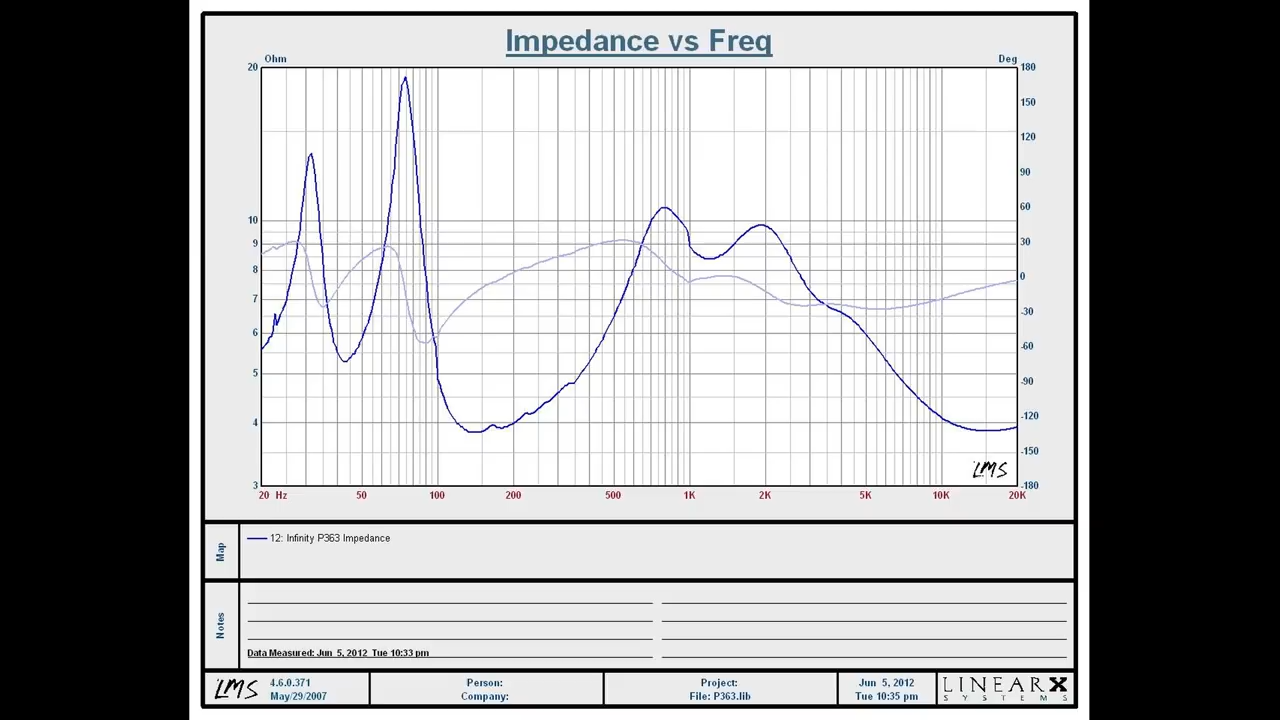 Impedance vs Freq
Ohm Deg
20 180
150
120
90
10 60
9 30
8 0
7 -30
6 -60
5 -90
4 -120
-150
3 -180
LMS
20 Hz 50 100 200 500 1K 2K 5K 10K 20K
Map
12: Infinity P363 Impedance
Notes
Data Measured: Jun 5, 2012 Tue 10:33 pm
LMS
4.6.0.371
May/29/2007
Person:
Company:
Project:
File: P363.lib
Jun 5, 2012
Tue 10:35 pm
LINEARX
SYSTEMS